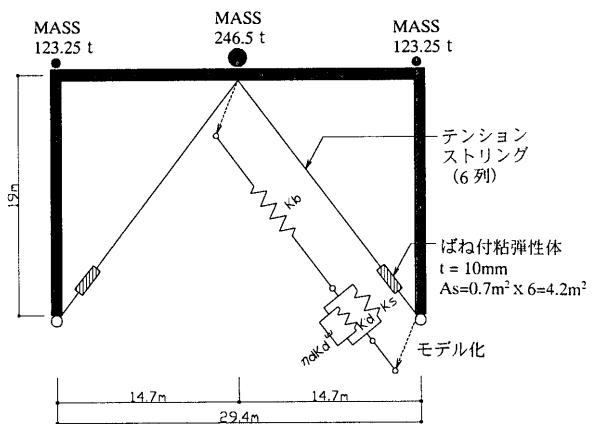 MASS
123.25 t
MASS
246.5 t
MASS
123.25 t
テンション
ストリング
(6 列)
19m
Kb
ばね付粘弾性体
t = 10mm
As=0.7m² X 6=4.2m²
Ks
Kd
ηdKd
モデル化
14.7m
14.7m
29.4m